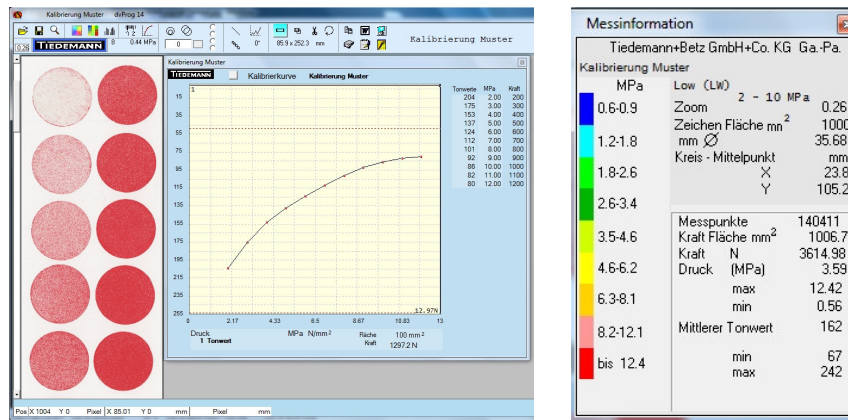 Kalibrierung Muster dvProg 14
0.26 TIEDEMANN 8 0.44 MPa 0 0° 85.9 x 252.3 mm Kalibrierung Muster
Kalibrierung Muster
TIEDEMANN Kalibrierkurve Kalibrierung Muster
Tonwerte MPa Kraft
204 2.00 200
175 3.00 300
153 4.00 400
137 5.00 500
124 6.00 600
112 7.00 700
101 8.00 800
92 9.00 900
86 10.00 1000
82 11.00 1100
80 12.00 1200
1
15
35
55
75
95
115
135
155
175
195
215
235
255
12.97N
0 2.17 4.33 6.5 8.67 10.83 13
Druck MPa N/mm² Fläche 100 mm²
1 Tonwert Kraft 1297.2 N
Pos X 1004 Y 0 Pixel X 85.01 Y 0 mm Pixel mm
Messinformation
Tiedemann+Betz GmbH+Co. KG Ga.-Pa.
Kalibrierung Muster
MPa
0.6-0.9
1.2-1.8
1.8-2.6
2.6-3.4
3.5-4.6
4.6-6.2
6.3-8.1
8.2-12.1
bis 12.4
Low (LW)
2 - 10 MPa
Zoom 0.26
Zeichen Fläche mm² 1000
mm Ø 35.68
Kreis - Mittelpunkt mm
X 23.8
Y 105.2
Messpunkte 140411
Kraft Fläche mm² 1006.7
Kraft N 3614.98
Druck (MPa) 3.59
max 12.42
min 0.56
Mittlerer Tonwert 162
min 67
max 242